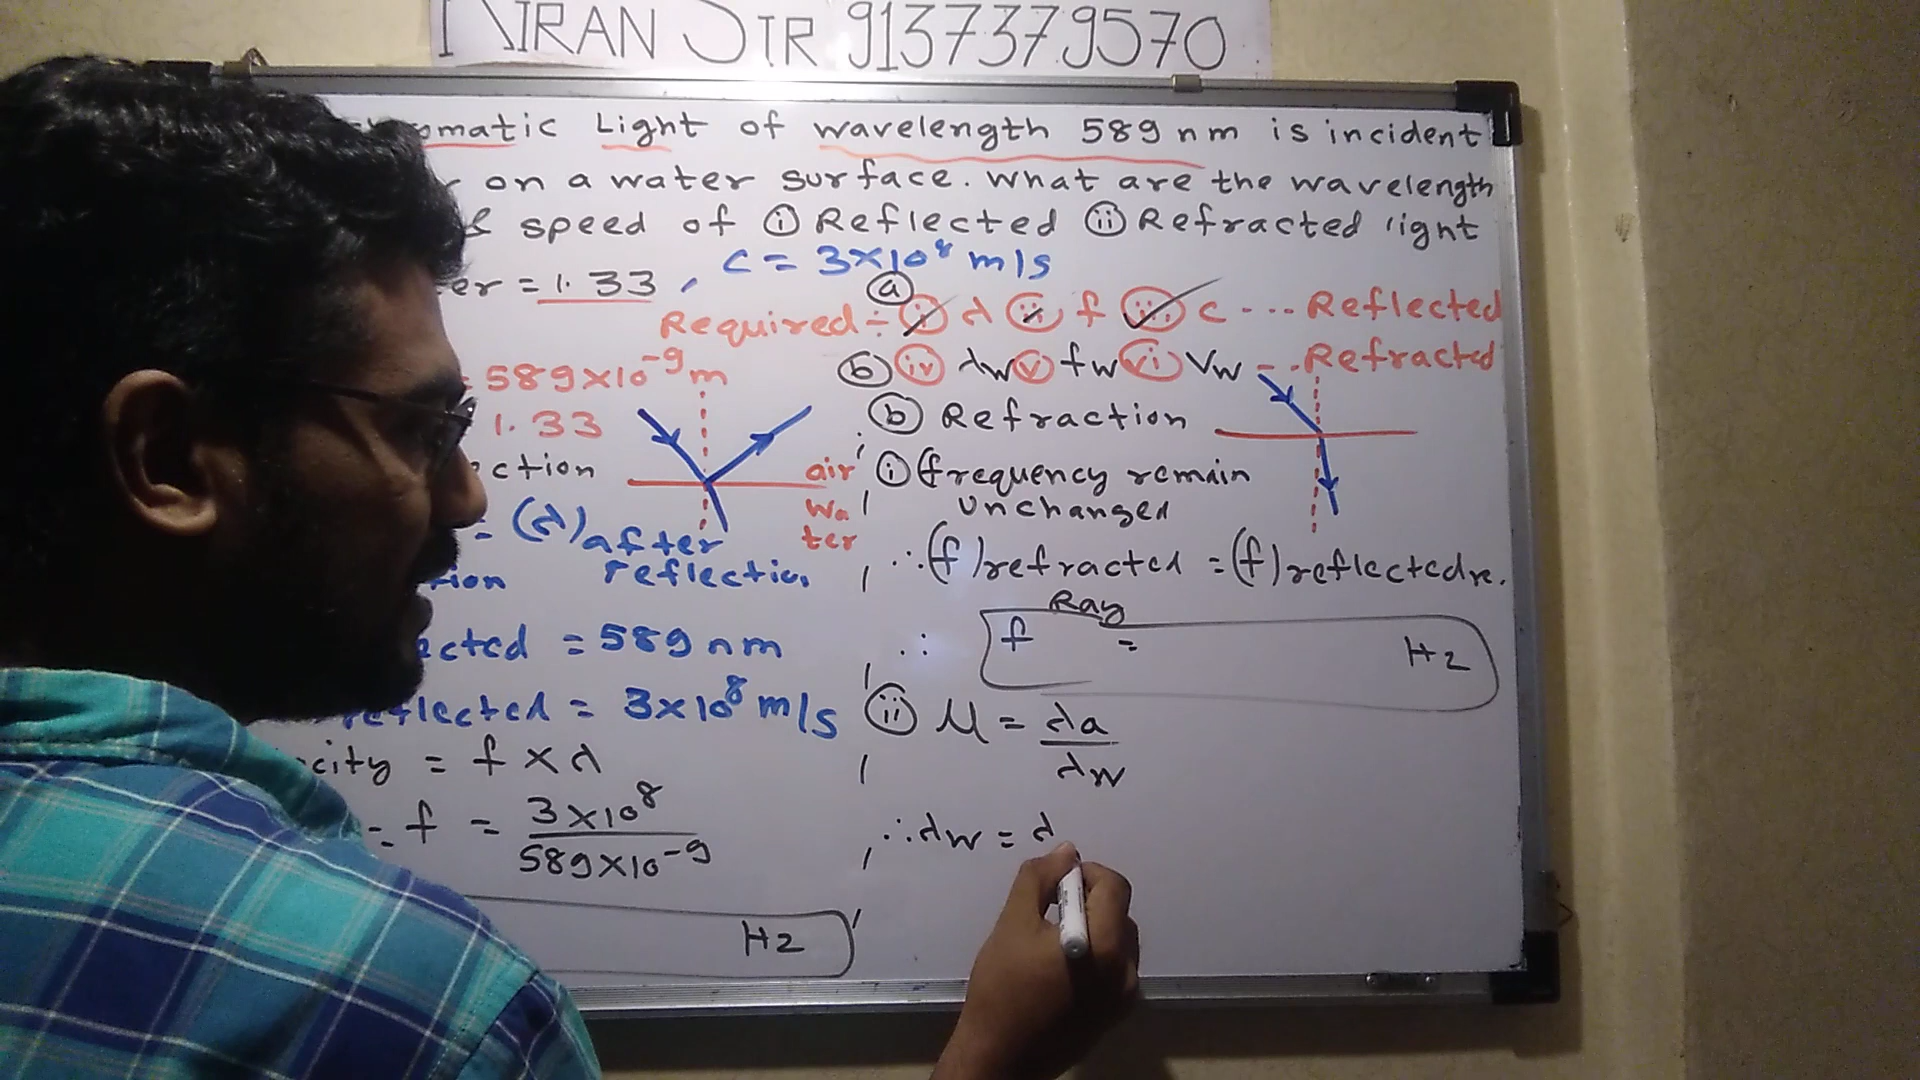 KIRAN SIR 9137379570
omatic Light of wavelength 589 nm is incident
on a water surface. What are the wavelength
& speed of (i) Reflected (ii) Refracted light
er = 1.33 , c = 3×10⁸ m/s
(a)
Required :- (i) λ (ii) f (iii) c ---- Reflected
= 589×10⁻⁹ m
(b) (iv) λw (v) fw (vi) Vw --. Refracted
1.33
(b) Refraction
ction
air
Wa
ter
(i) frequency remain
unchanged
= (λ)after
tion reflection
∴ (f)refracted = (f)reflected
Ray
∴ f = Hz
ected = 589 nm
reflected = 3×10⁸ m/s
(ii) μ = λa / λw
city = f × λ
= f = 3×10⁸ / 589×10⁻⁹
∴ λw = λ
Hz